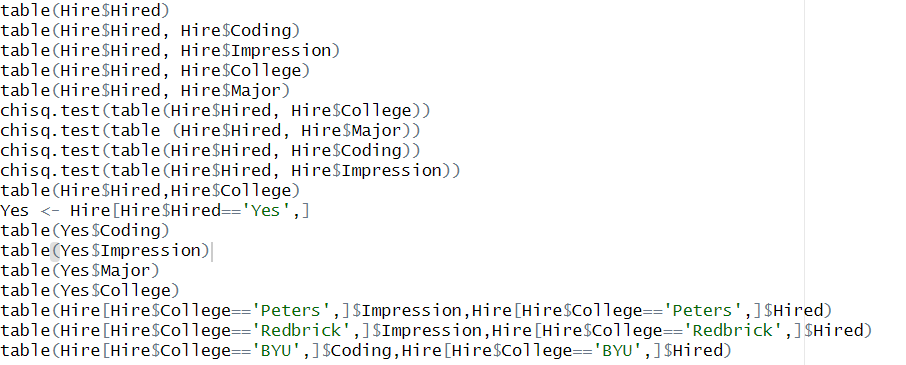 table(Hire$Hired)
table(Hire$Hired, Hire$Coding)
table(Hire$Hired, Hire$Impression)
table(Hire$Hired, Hire$College)
table(Hire$Hired, Hire$Major)
chisq.test(table(Hire$Hired, Hire$College))
chisq.test(table (Hire$Hired, Hire$Major))
chisq.test(table(Hire$Hired, Hire$Coding))
chisq.test(table(Hire$Hired, Hire$Impression))
table(Hire$Hired,Hire$College)
Yes <- Hire[Hire$Hired=='Yes',]
table(Yes$Coding)
table(Yes$Impression)
table(Yes$Major)
table(Yes$College)
table(Hire[Hire$College=='Peters',]$Impression,Hire[Hire$College=='Peters',]$Hired)
table(Hire[Hire$College=='Redbrick',]$Impression,Hire[Hire$College=='Redbrick',]$Hired)
table(Hire[Hire$College=='BYU',]$Coding,Hire[Hire$College=='BYU',]$Hired)